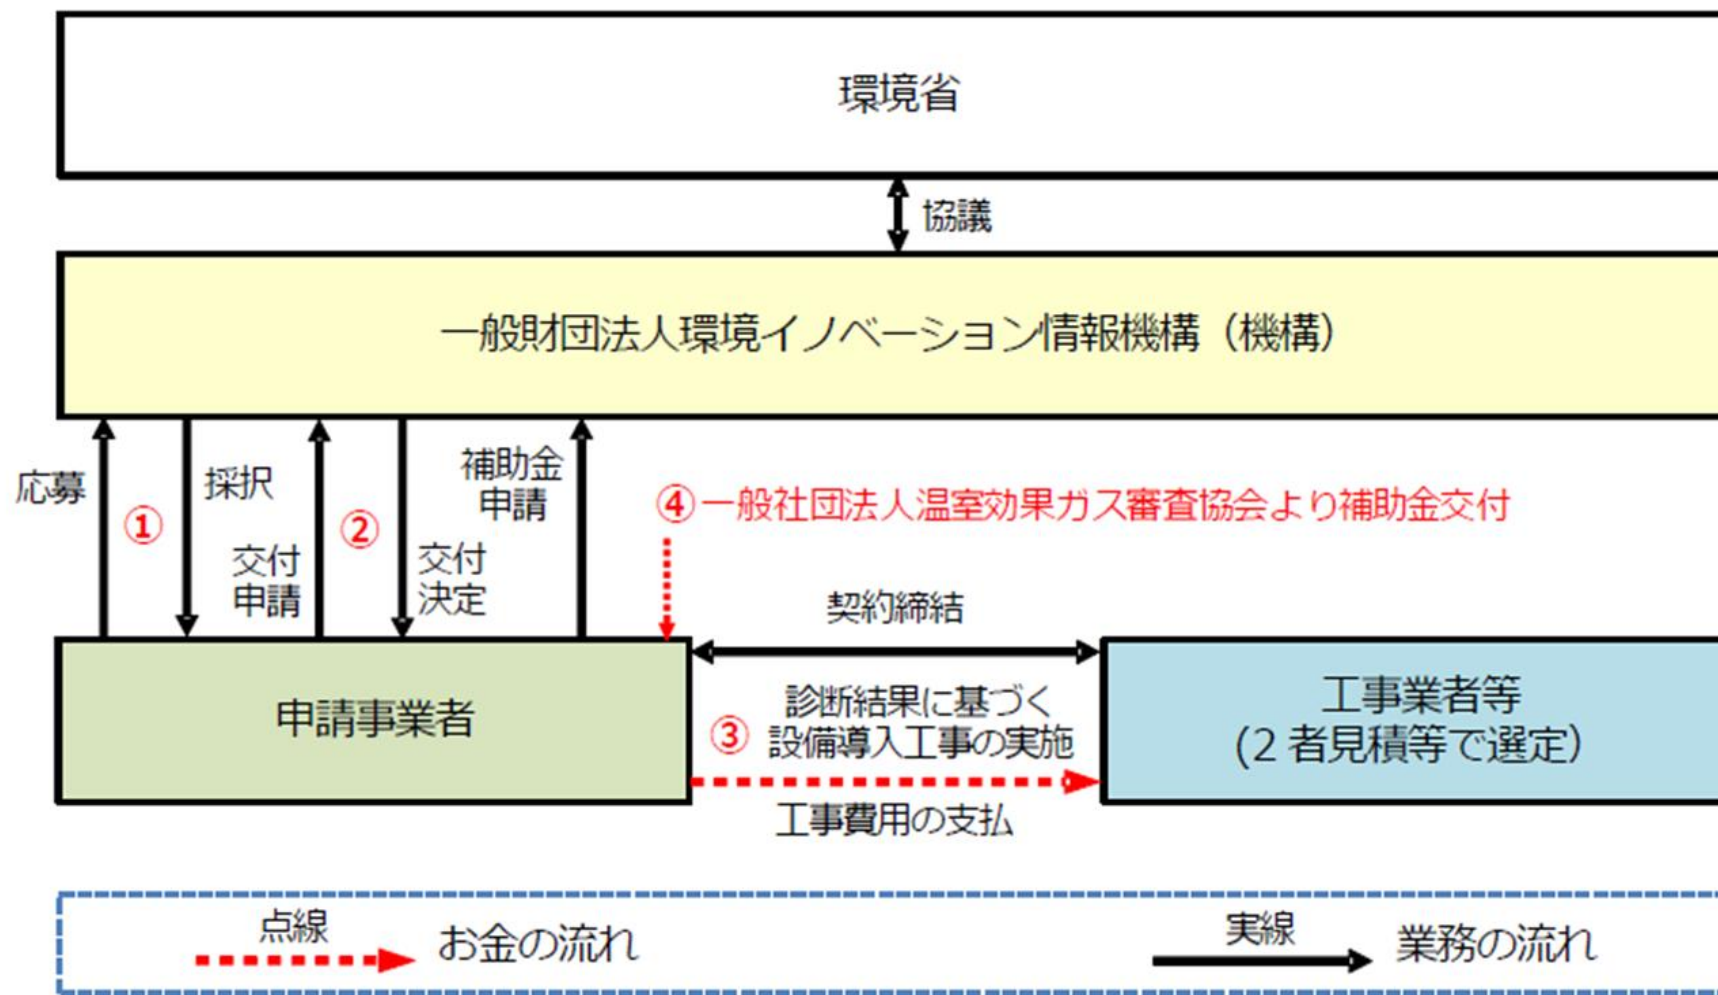 環境省
協議
一般財団法人環境イノベーション情報機構（機構）
応募
①
採択
交付
申請
②
交付
決定
補助金
申請
④一般社団法人温室効果ガス審査協会より補助金交付
契約締結
申請事業者
③
診断結果に基づく
設備導入工事の実施
工事費用の支払
工事業者等
(2 者見積等で選定）
点線
お金の流れ
実線
業務の流れ